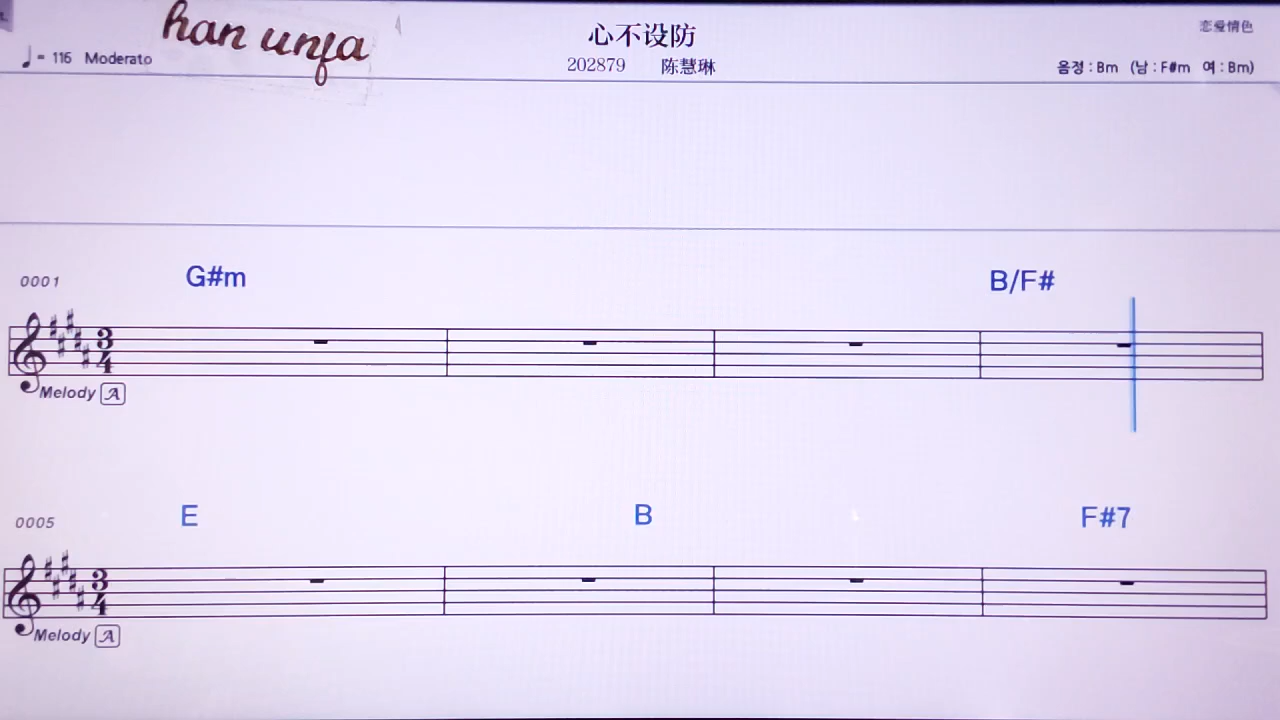 han unfa
心不设防
恋爱情色
♩= 116 Moderato
202879 陈慧琳
음정 : Bm (남 : F#m 여 : Bm)
0001
G#m B/F#
3
4
Melody A
0005
E B F#7
3
4
Melody A